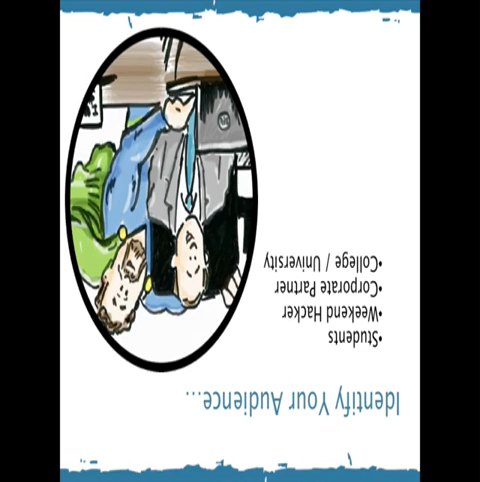 Identify Your Audience...
•Students
•Weekend Hacker
•Corporate Partner
•College / University